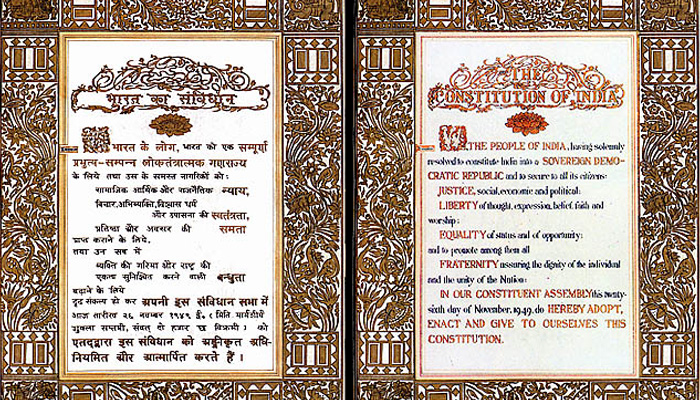 भारत का संविधान
भारत के लोग, भारत को एक सम्पूर्ण
प्रभुत्व-सम्पन्न लोकतंत्रात्मक गणराज्य
के लिये तथा उस के समस्त नागरिकों को:
सामाजिक आर्थिक और राजनैतिक न्याय,
विचार,अभिव्यक्ति,विश्वास धर्म
और उपासना की स्वतंत्रता,
प्रतिष्ठा और अवसर की समता
प्राप्त कराने के लिये,
तथा उन सब में
व्यक्ति की गरिमा और राष्ट्र की
एकता सुनिश्चित करने वाली बन्धुता
बढ़ाने के लिये
दृढ़ संकल्प हो कर अपनी इस संविधान सभा में
आज तारीख २६ नवम्बर १९४९ ई. (मिति मार्गशीर्ष
शुक्ला सप्तमी, संवत् दो हजार छ विक्रमी) को
एतद्द्वारा इस संविधान को अङ्गीकृत अधि-
नियमित और आत्मार्पित करते हैं।
THE
CONSTITUTION OF INDIA
THE PEOPLE OF INDIA, having solemnly
resolved to constitute India into a SOVEREIGN DEMO-
CRATIC REPUBLIC and to secure to all its citizens:
JUSTICE, social, economic and political;
LIBERTY of thought, expression, belief, faith and
worship;
EQUALITY of status and of opportunity;
and to promote among them all
FRATERNITY assuring the dignity of the individual
and the unity of the Nation;
IN OUR CONSTITUENT ASSEMBLY this twenty-
sixth day of November, 1949, do HEREBY ADOPT,
ENACT AND GIVE TO OURSELVES THIS
CONSTITUTION.